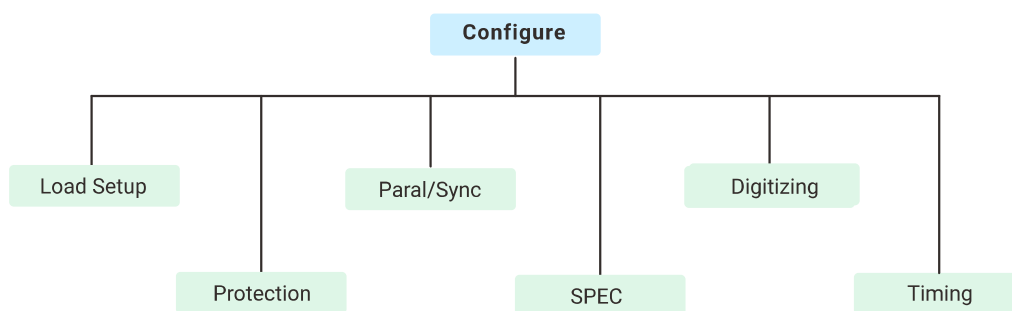 Configure
Load Setup
Paral/Sync
Digitizing
Protection
SPEC
Timing